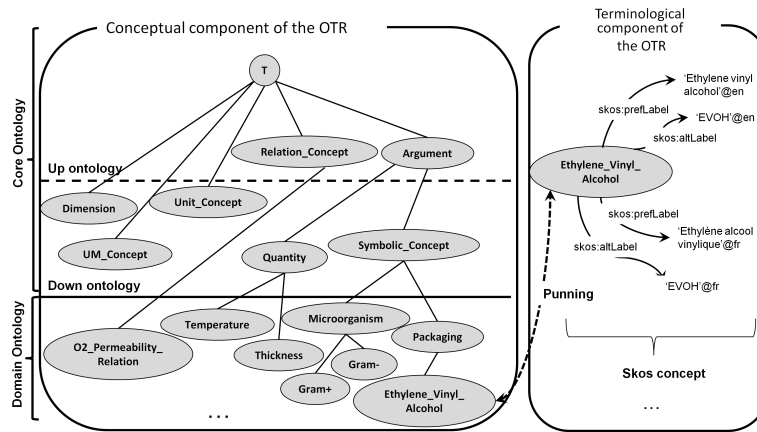 Conceptual component of the OTR
Terminological
component of
the OTR
Core Ontology
Domain Ontology
T
Relation_Concept
Argument
Up ontology
Dimension
Unit_Concept
UM_Concept
Quantity
Symbolic_Concept
Down ontology
O2_Permeability_
Relation
Temperature
Thickness
Microorganism
Gram+
Gram-
Packaging
Ethylene_Vinyl_
Alcohol
...
Punning
'Ethylene vinyl
alcohol'@en
skos:prefLabel
'EVOH'@en
skos:altLabel
Ethylene_Vinyl_
Alcohol
skos:prefLabel
'Ethylène alcool
vinylique'@fr
skos:altLabel
'EVOH'@fr
Skos concept
...